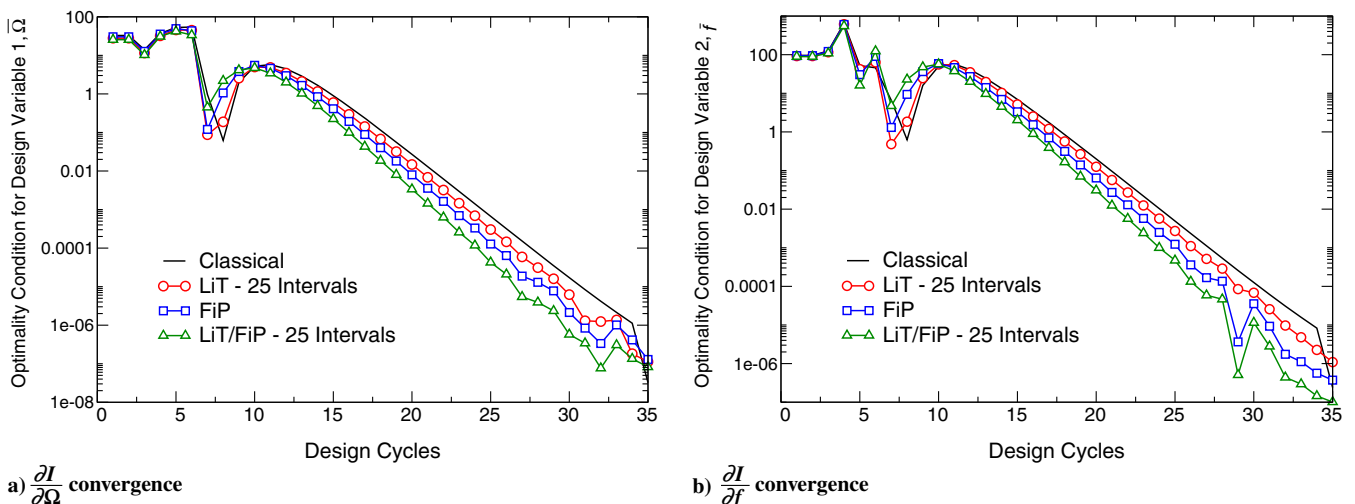 Optimality Condition for Design Variable 1, Ω̅
100
1
0.01
0.0001
1e-06
1e-08
0
5
10
15
20
25
30
35
Classical
LiT - 25 Intervals
FiP
LiT/FiP - 25 Intervals
Design Cycles
a) ∂I/∂Ω convergence
Optimality Condition for Design Variable 2, f̅
100
1
0.01
0.0001
1e-06
0
5
10
15
20
25
30
35
Classical
LiT - 25 Intervals
FiP
LiT/FiP - 25 Intervals
Design Cycles
b) ∂I/∂f convergence